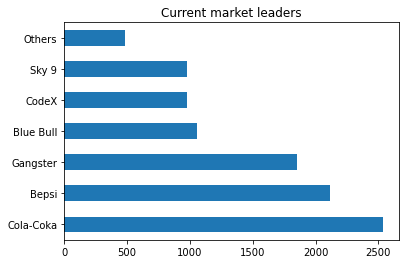 Current market leaders
Others
Sky 9
CodeX
Blue Bull
Gangster
Bepsi
Cola-Coka
0 500 1000 1500 2000 2500